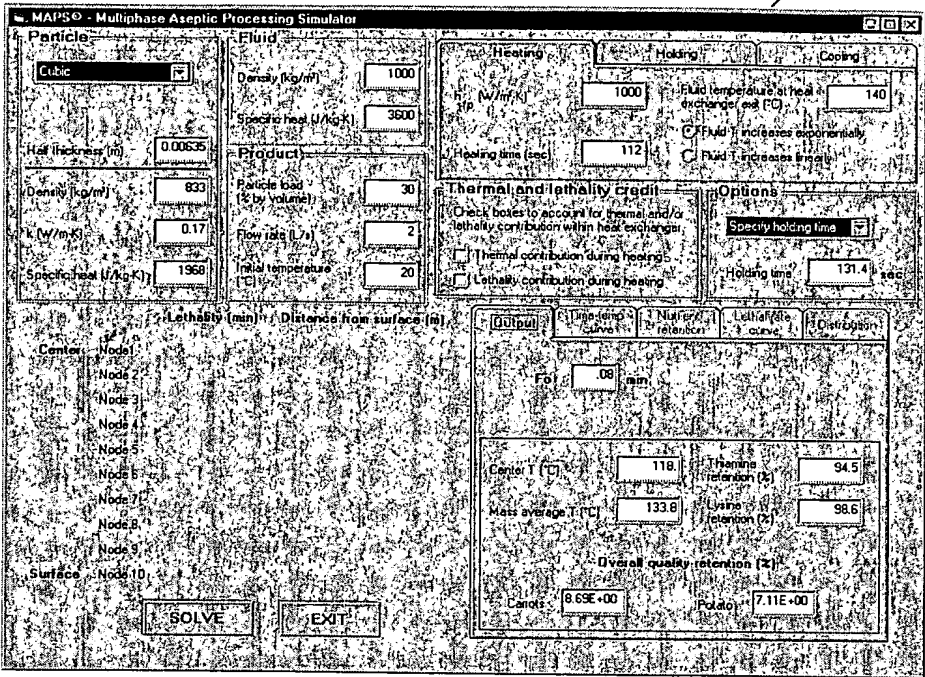 MAPS© - Multiphase Aseptic Processing Simulator
Particle
Cubic
Half thickness (m) 0.00635
Density (kg/m³) 833
k (W/m·K) 0.17
Specific heat (J/kg·K) 1968
Fluid
Density (kg/m³) 1000
Specific heat (J/kg·K) 3600
Product
Particle load (% by volume) 30
Flow rate (L/s) 2
Initial temperature (°C) 20
Heating Holding
(W/m²·K) 1000
Heating time (sec) 112
Fluid temperature at heat exchanger exit (°C) 140
Fluid T increases exponentially
Fluid T increases linearly
Thermal and lethality credit
Check boxes to account for thermal and/or
lethality contribution within heat exchanger
Thermal contribution during heating
Lethality contribution during heating
Options
Specify holding time
Holding time 131.4 sec
Lethality (min) Distance from surface (m)
Center Node1
Node 2
Node 3
Node 4
Node 5
Node 6
Node 7
Node 8
Node 9
Surface Node 10
SOLVE EXIT
Output Time-temp curve Nutrient retention Lethal rate curve Distribution
Fo .08 min
Center T (°C) 118. Thiamine retention (%) 94.5
Mass average T (°C) 133.8 Lysine retention (%) 98.6
Overall quality retention (%)
Carrots 8.69E+00 Potato 7.11E+00